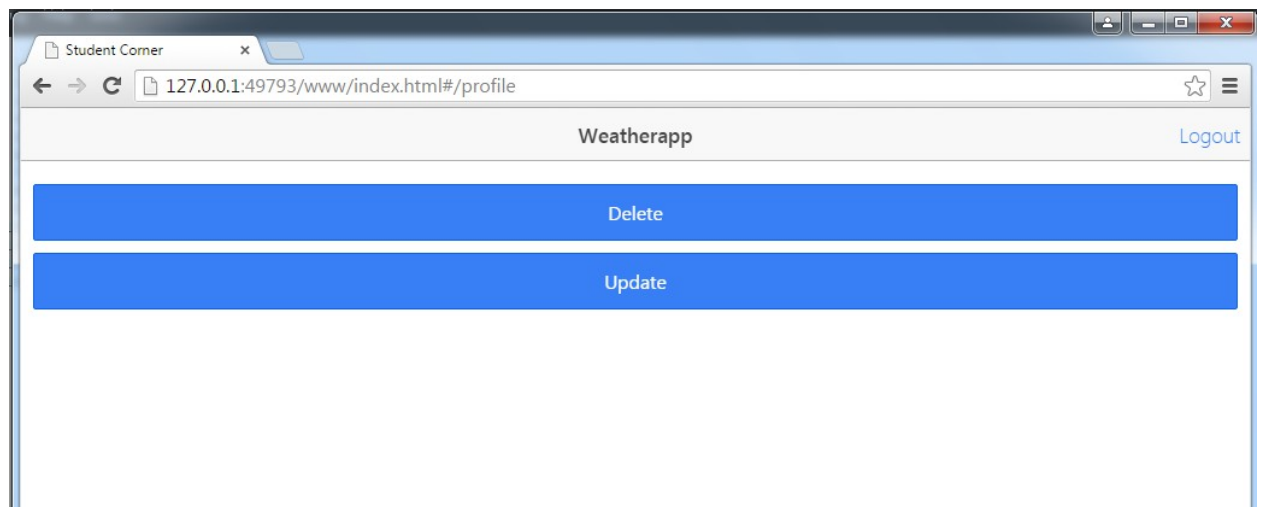 Student Corner
127.0.0.1:49793/www/index.html#/profile
Weatherapp
Logout
Delete
Update